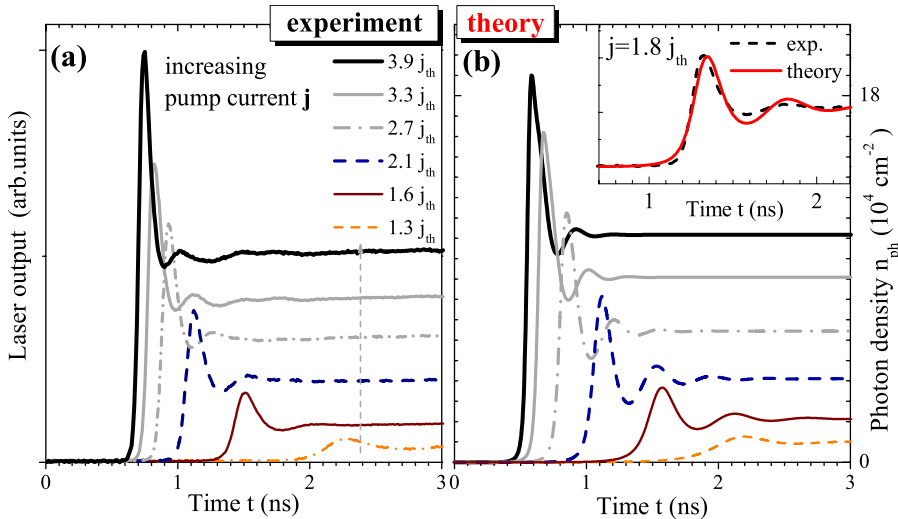 experiment
theory
(a)
increasing
pump current j
3.9 j_th
3.3 j_th
2.7 j_th
2.1 j_th
1.6 j_th
1.3 j_th
Laser output (arb.units)
0
1
2
3
Time t (ns)
(b)
j=1.8 j_th
exp.
theory
1
2
Time t (ns)
18
0
Photon density n_ph (10^4 cm^-2)
0
1
2
3
Time t (ns)